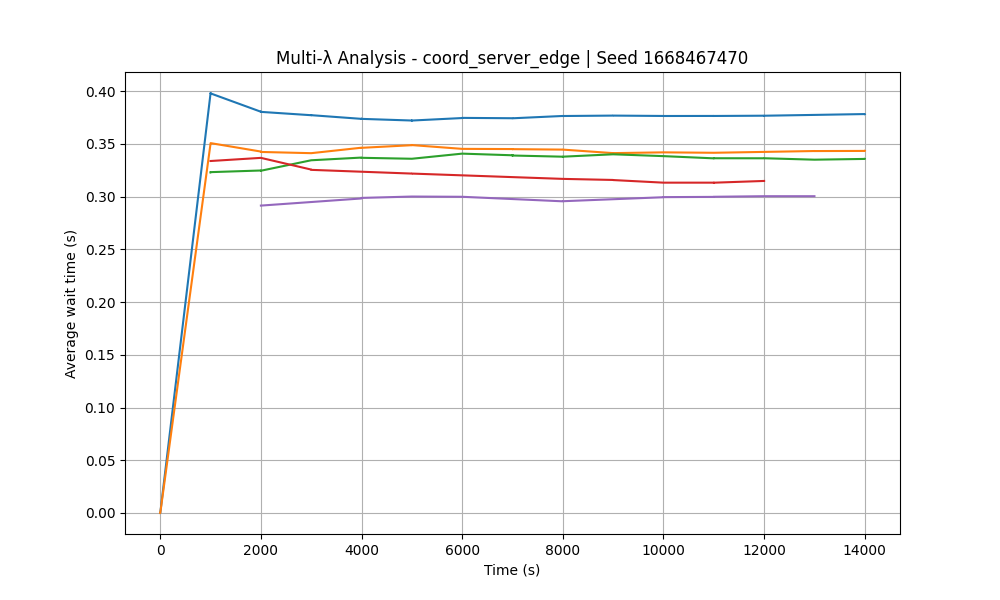 Multi-λ Analysis - coord_server_edge | Seed 1668467470
0.40
0.35
0.30
0.25
0.20
0.15
0.10
0.05
0.00
Average wait time (s)
0 2000 4000 6000 8000 10000 12000 14000
Time (s)